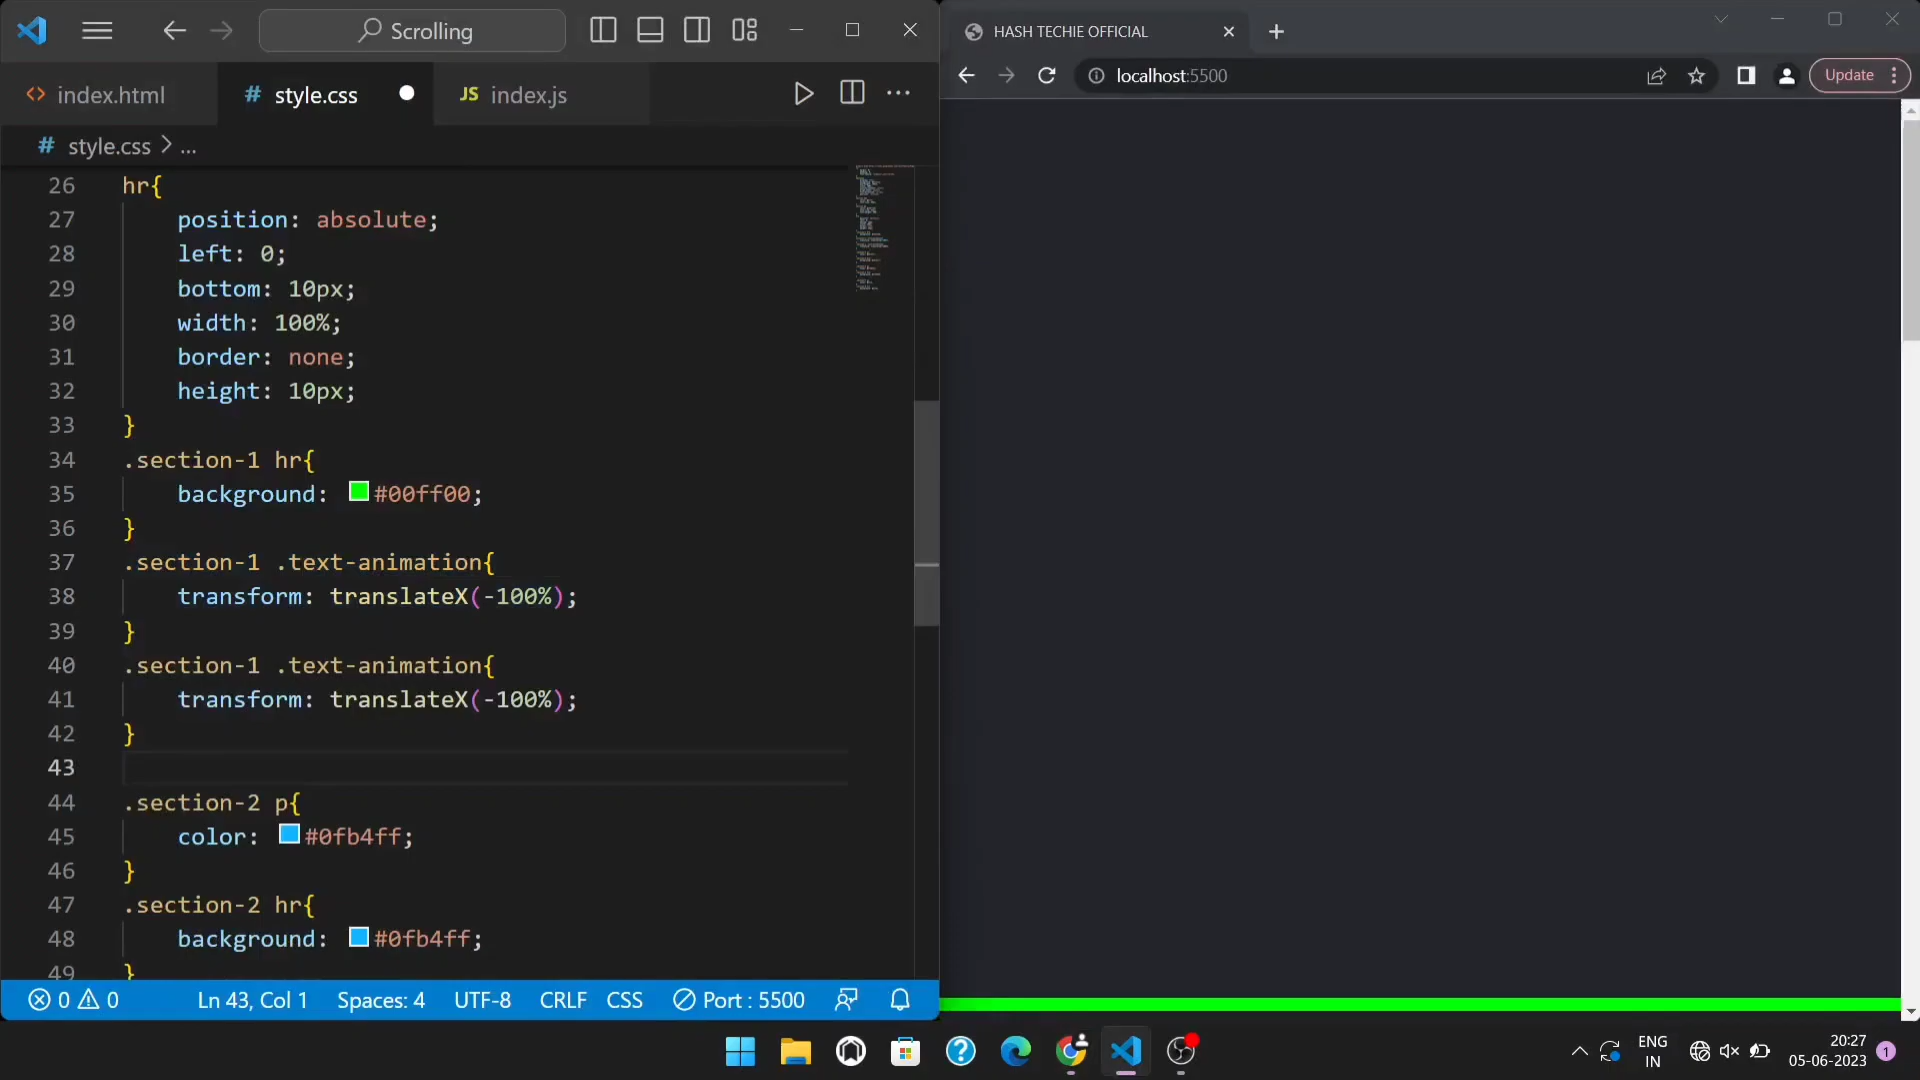 Scrolling
index.html
# style.css
JS index.js
# style.css > ...
26 hr{
27 position: absolute;
28 left: 0;
29 bottom: 10px;
30 width: 100%;
31 border: none;
32 height: 10px;
33 }
34 .section-1 hr{
35 background: #00ff00;
36 }
37 .section-1 .text-animation{
38 transform: translateX(-100%);
39 }
40 .section-1 .text-animation{
41 transform: translateX(-100%);
42 }
43
44 .section-2 p{
45 color: #0fb4ff;
46 }
47 .section-2 hr{
48 background: #0fb4ff;
49 }
0 0 Ln 43, Col 1 Spaces: 4 UTF-8 CRLF CSS Port : 5500
HASH TECHIE OFFICIAL
localhost:5500
Update
ENG
IN
20:27
05-06-2023
1